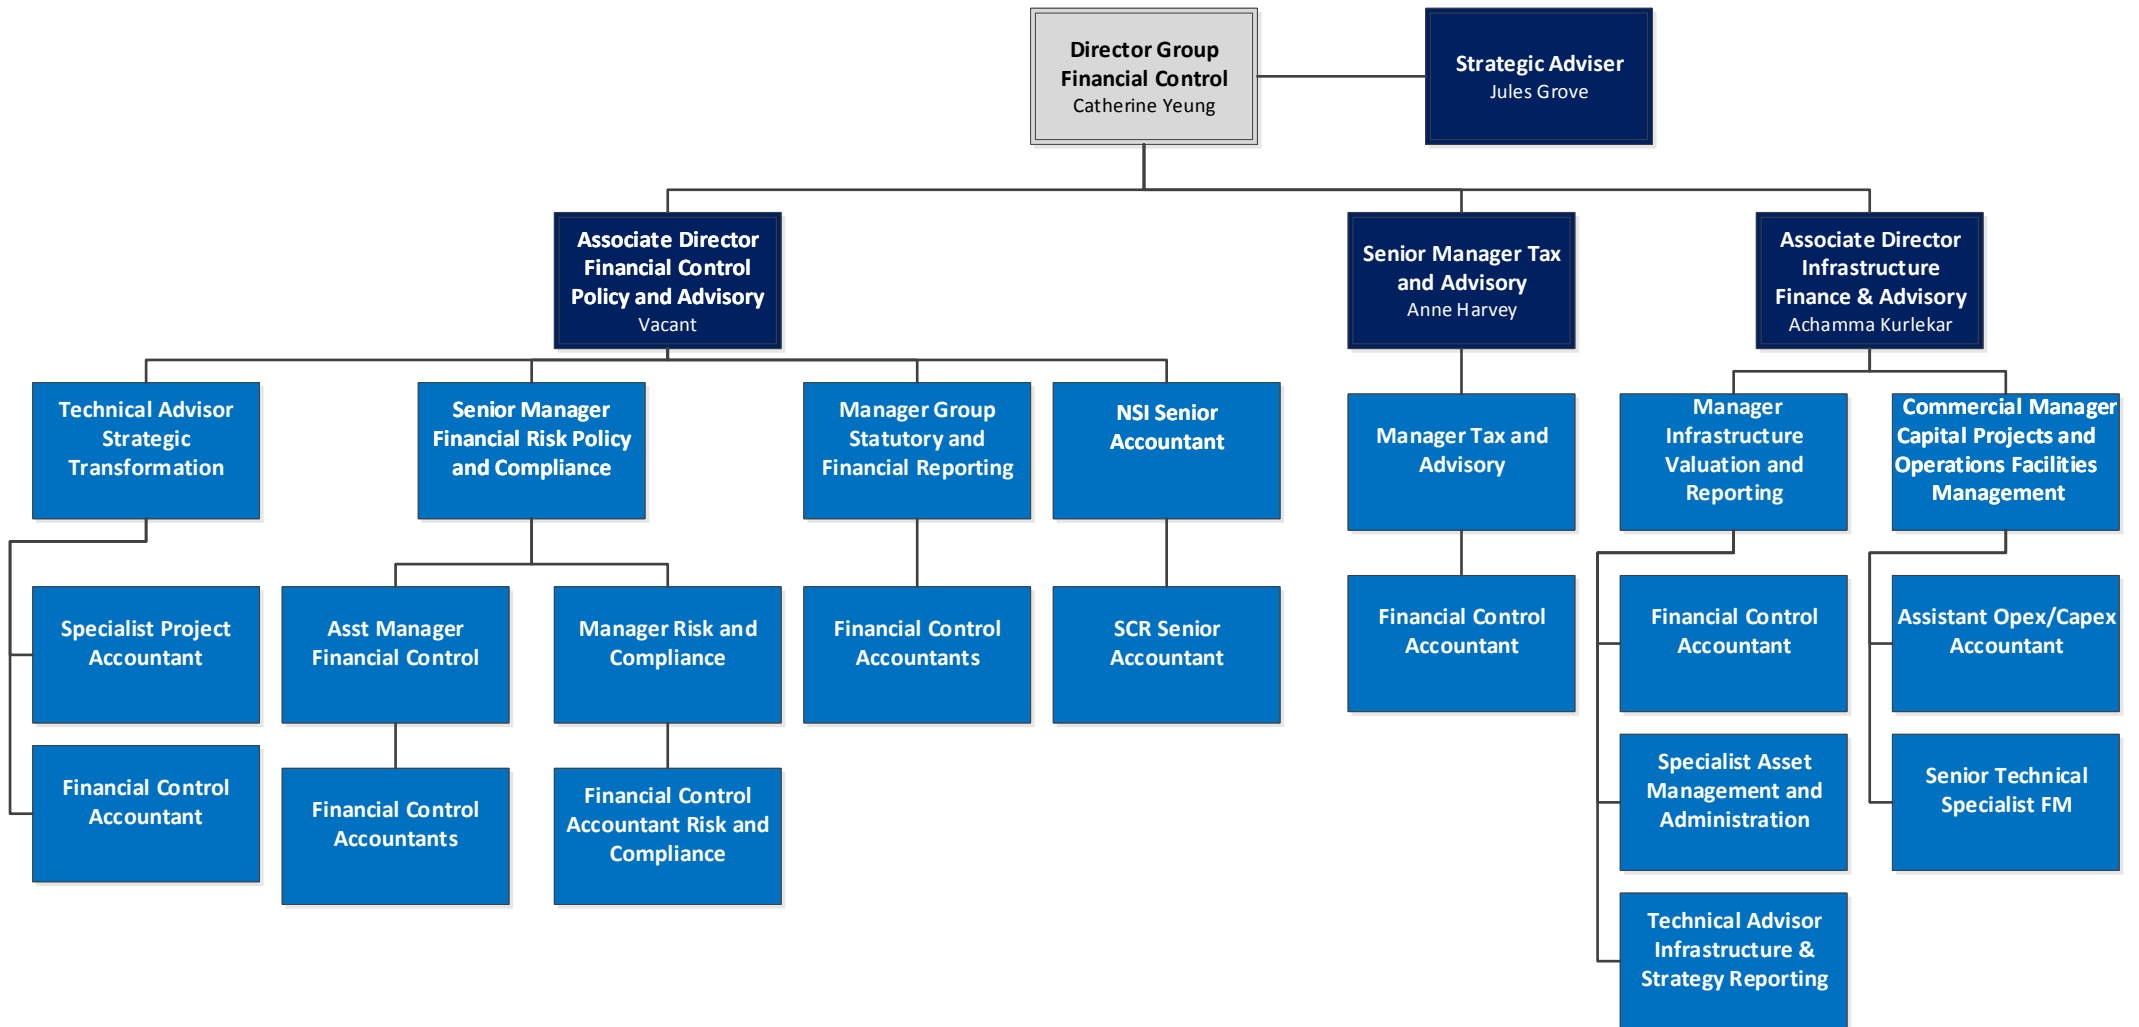 Director Group
Financial Control
Catherine Yeung
Strategic Adviser
Jules Grove
Associate Director
Financial Control
Policy and Advisory
Vacant
Senior Manager Tax
and Advisory
Anne Harvey
Associate Director
Infrastructure
Finance & Advisory
Achamma Kurlekar
Technical Advisor
Strategic
Transformation
Senior Manager
Financial Risk Policy
and Compliance
Manager Group
Statutory and
Financial Reporting
NSI Senior
Accountant
Manager Tax and
Advisory
Manager
Infrastructure
Valuation and
Reporting
Commercial Manager
Capital Projects and
Operations Facilities
Management
Specialist Project
Accountant
Asst Manager
Financial Control
Manager Risk and
Compliance
Financial Control
Accountants
SCR Senior
Accountant
Financial Control
Accountant
Financial Control
Accountant
Assistant Opex/Capex
Accountant
Financial Control
Accountant
Financial Control
Accountants
Financial Control
Accountant Risk and
Compliance
Specialist Asset
Management and
Administration
Senior Technical
Specialist FM
Technical Advisor
Infrastructure &
Strategy Reporting